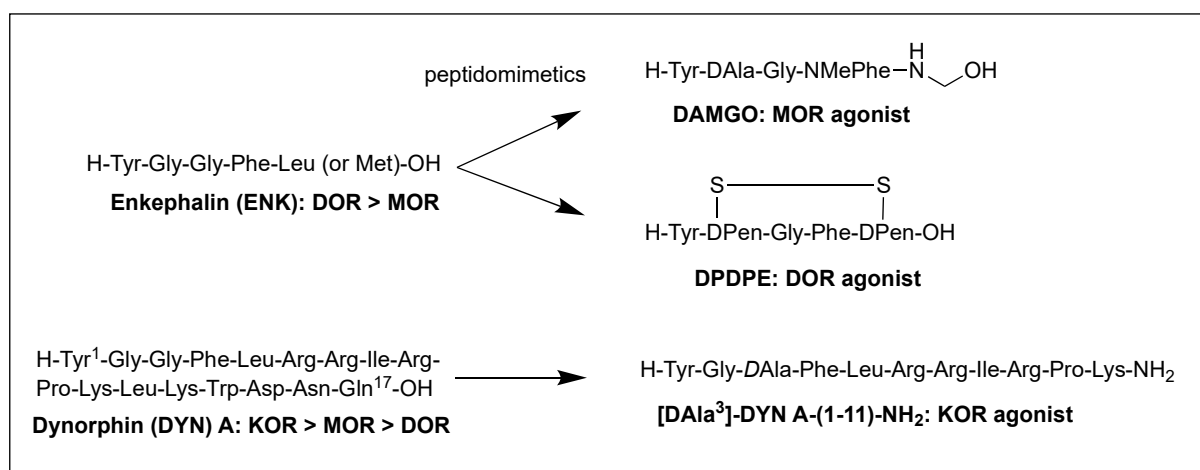 peptidomimetics
H-Tyr-DAla-Gly-NMePhe-N
H
OH
DAMGO: MOR agonist
H-Tyr-Gly-Gly-Phe-Leu (or Met)-OH
Enkephalin (ENK): DOR > MOR
S S
H-Tyr-DPen-Gly-Phe-DPen-OH
DPDPE: DOR agonist
H-Tyr¹-Gly-Gly-Phe-Leu-Arg-Arg-Ile-Arg-
Pro-Lys-Leu-Lys-Trp-Asp-Asn-Gln¹⁷-OH
Dynorphin (DYN) A: KOR > MOR > DOR
H-Tyr-Gly-DAla-Phe-Leu-Arg-Arg-Ile-Arg-Pro-Lys-NH₂
[DAla³]-DYN A-(1-11)-NH₂: KOR agonist